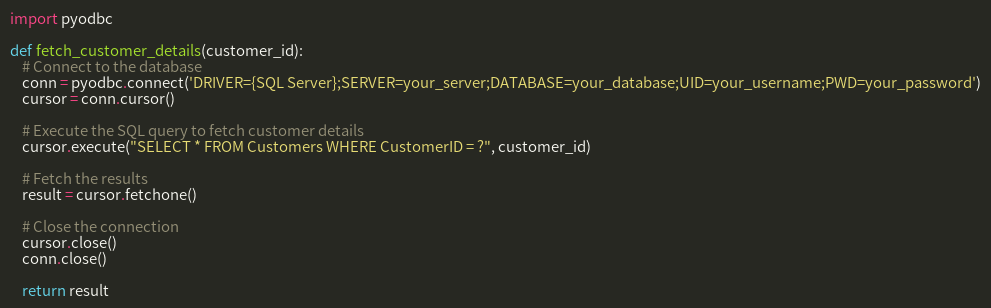 import pyodbc
def fetch_customer_details(customer_id):
# Connect to the database
conn = pyodbc.connect('DRIVER={SQL Server};SERVER=your_server;DATABASE=your_database;UID=your_username;PWD=your_password')
cursor = conn.cursor()
# Execute the SQL query to fetch customer details
cursor.execute("SELECT * FROM Customers WHERE CustomerID = ?", customer_id)
# Fetch the results
result = cursor.fetchone()
# Close the connection
cursor.close()
conn.close()
return result